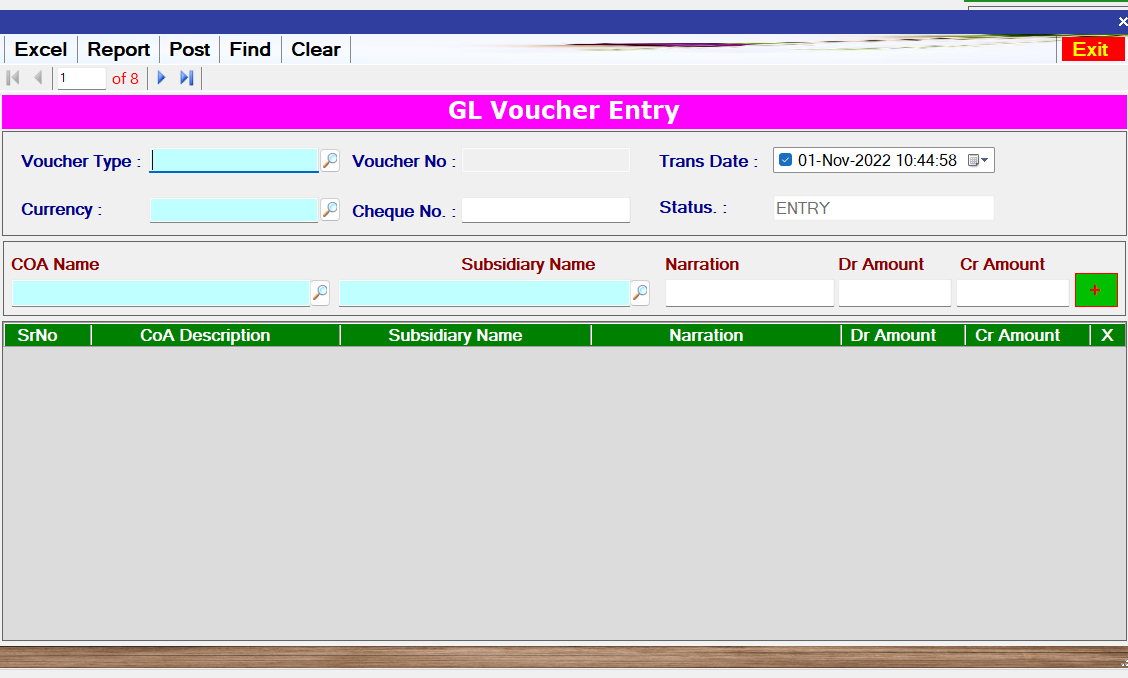 Excel Report Post Find Clear Exit
1 of 8
GL Voucher Entry
Voucher Type : Voucher No : Trans Date : 01-Nov-2022 10:44:58
Currency : Cheque No. : Status. : ENTRY
COA Name Subsidiary Name Narration Dr Amount Cr Amount
+
SrNo CoA Description Subsidiary Name Narration Dr Amount Cr Amount X